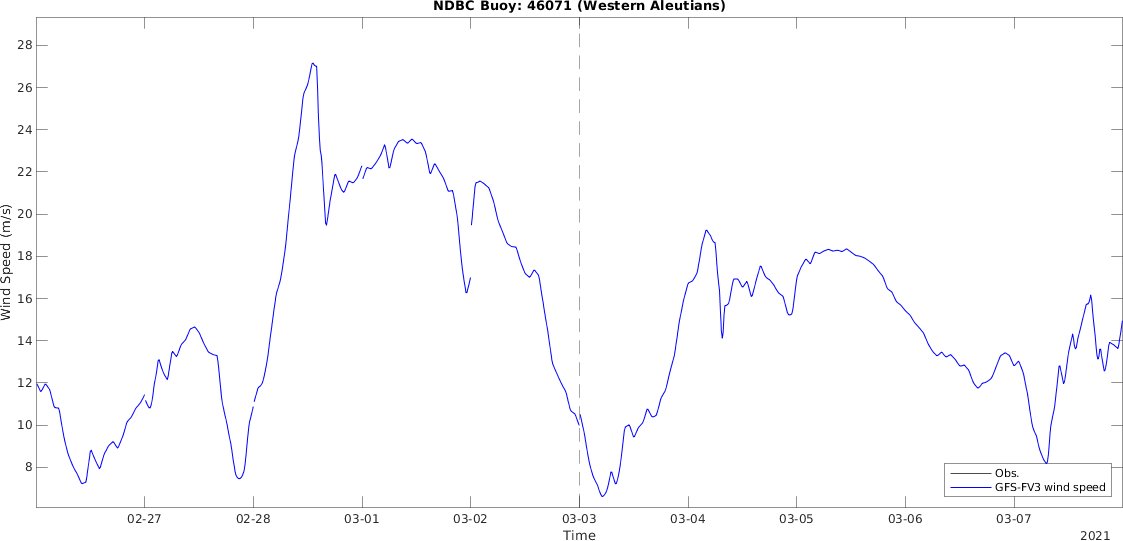 NDBC Buoy: 46071 (Western Aleutians)
28
26
24
22
20
18
16
14
12
10
8
Wind Speed (m/s)
Obs.
GFS-FV3 wind speed
02-27 02-28 03-01 03-02 03-03 03-04 03-05 03-06 03-07
Time
2021